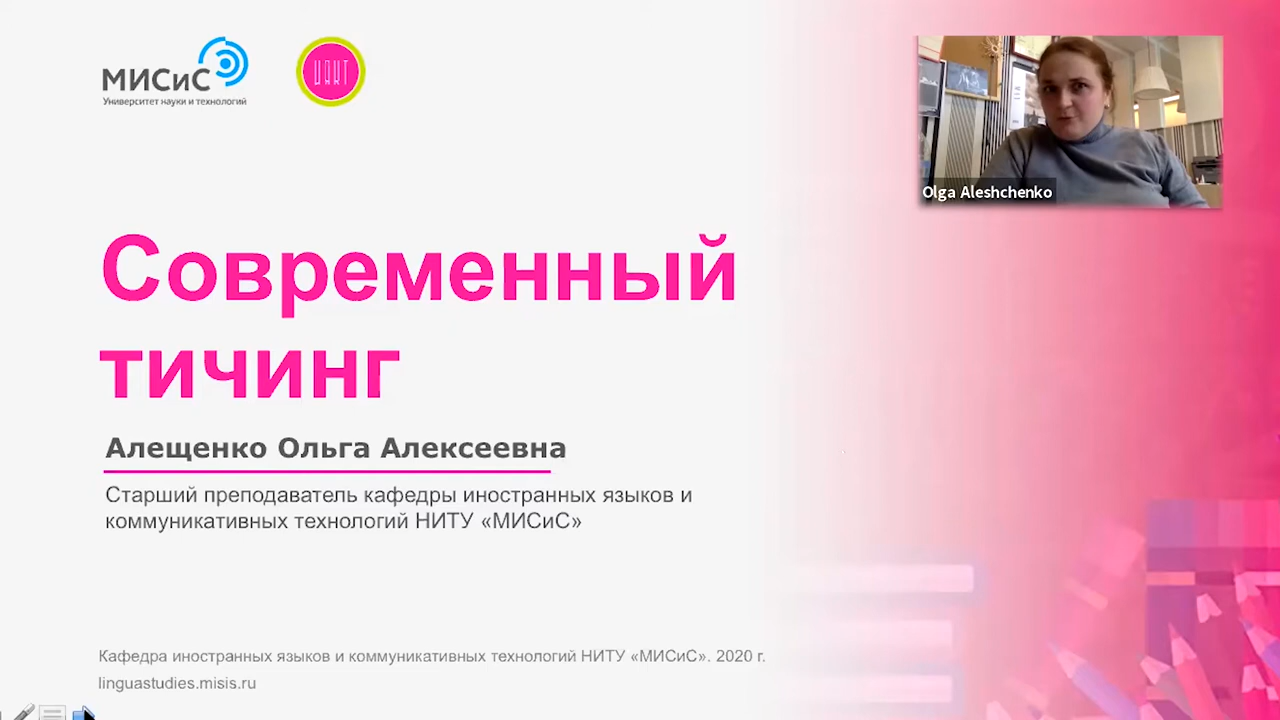 МИСиС
Университет науки и технологий
UART
Olga Aleshchenko
Современный
тичинг
Алещенко Ольга Алексеевна
Старший преподаватель кафедры иностранных языков и
коммуникативных технологий НИТУ «МИСиС»
Кафедра иностранных языков и коммуникативных технологий НИТУ «МИСиС». 2020 г.
linguastudies.misis.ru